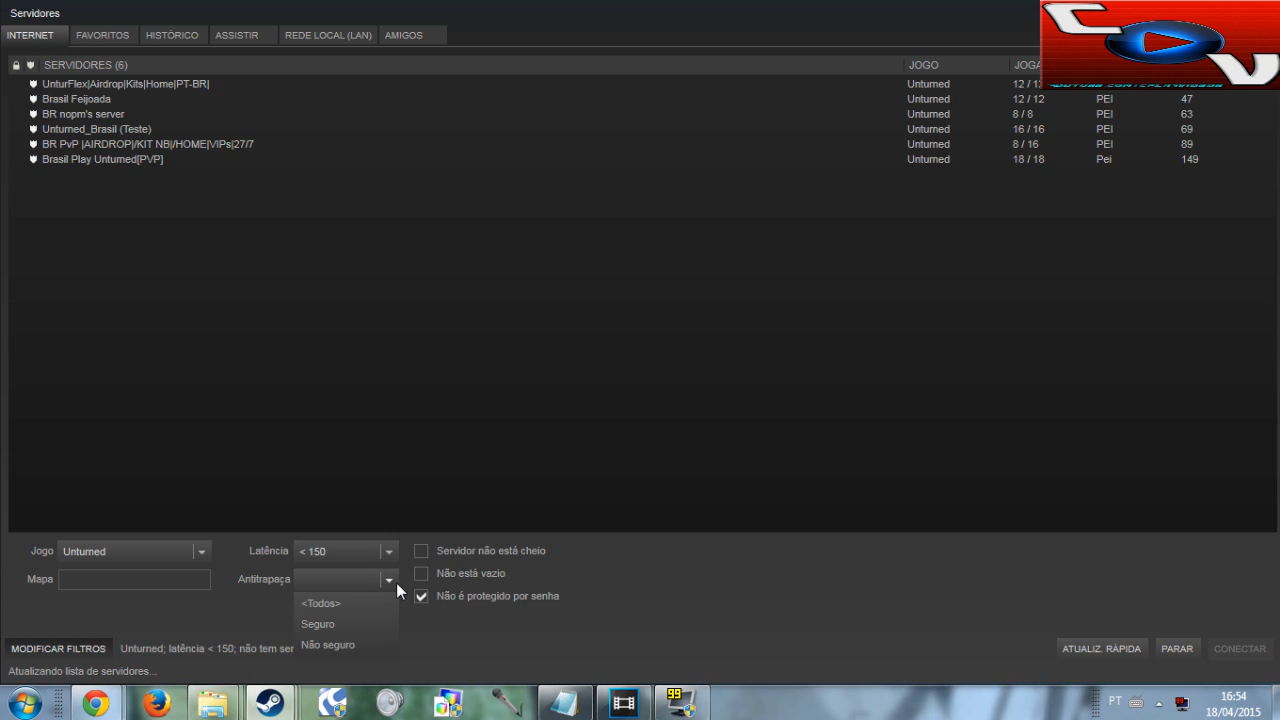 Servidores
INTERNET FAVORITOS HISTÓRICO ASSISTIR REDE LOCAL (LAN) AMIGOS
SERVIDORES (6) JOGO
UnturFlex|Airdrop|Kits|Home|PT-BR| Unturned 12 / 12
Brasil Feijoada Unturned 12 / 12 PEI 47
BR nopm's server Unturned 8 / 8 PEI 63
Unturned_Brasil (Teste) Unturned 16 / 16 PEI 69
BR PvP |AIRDROP|/KIT NB|/HOME|VIPs|27/7 Unturned 8 / 16 PEI 89
Brasil Play Unturned[PVP] Unturned 18 / 18 Pei 149
Jogo Unturned Latência < 150 Servidor não está cheio
Mapa Antitrapaça Não está vazio
Não é protegido por senha
<Todos>
Seguro
Não seguro
MODIFICAR FILTROS Unturned; latência < 150; não tem ser ATUALIZ. RÁPIDA PARAR CONECTAR
Atualizando lista de servidores...
99
PT 16:54
18/04/2015